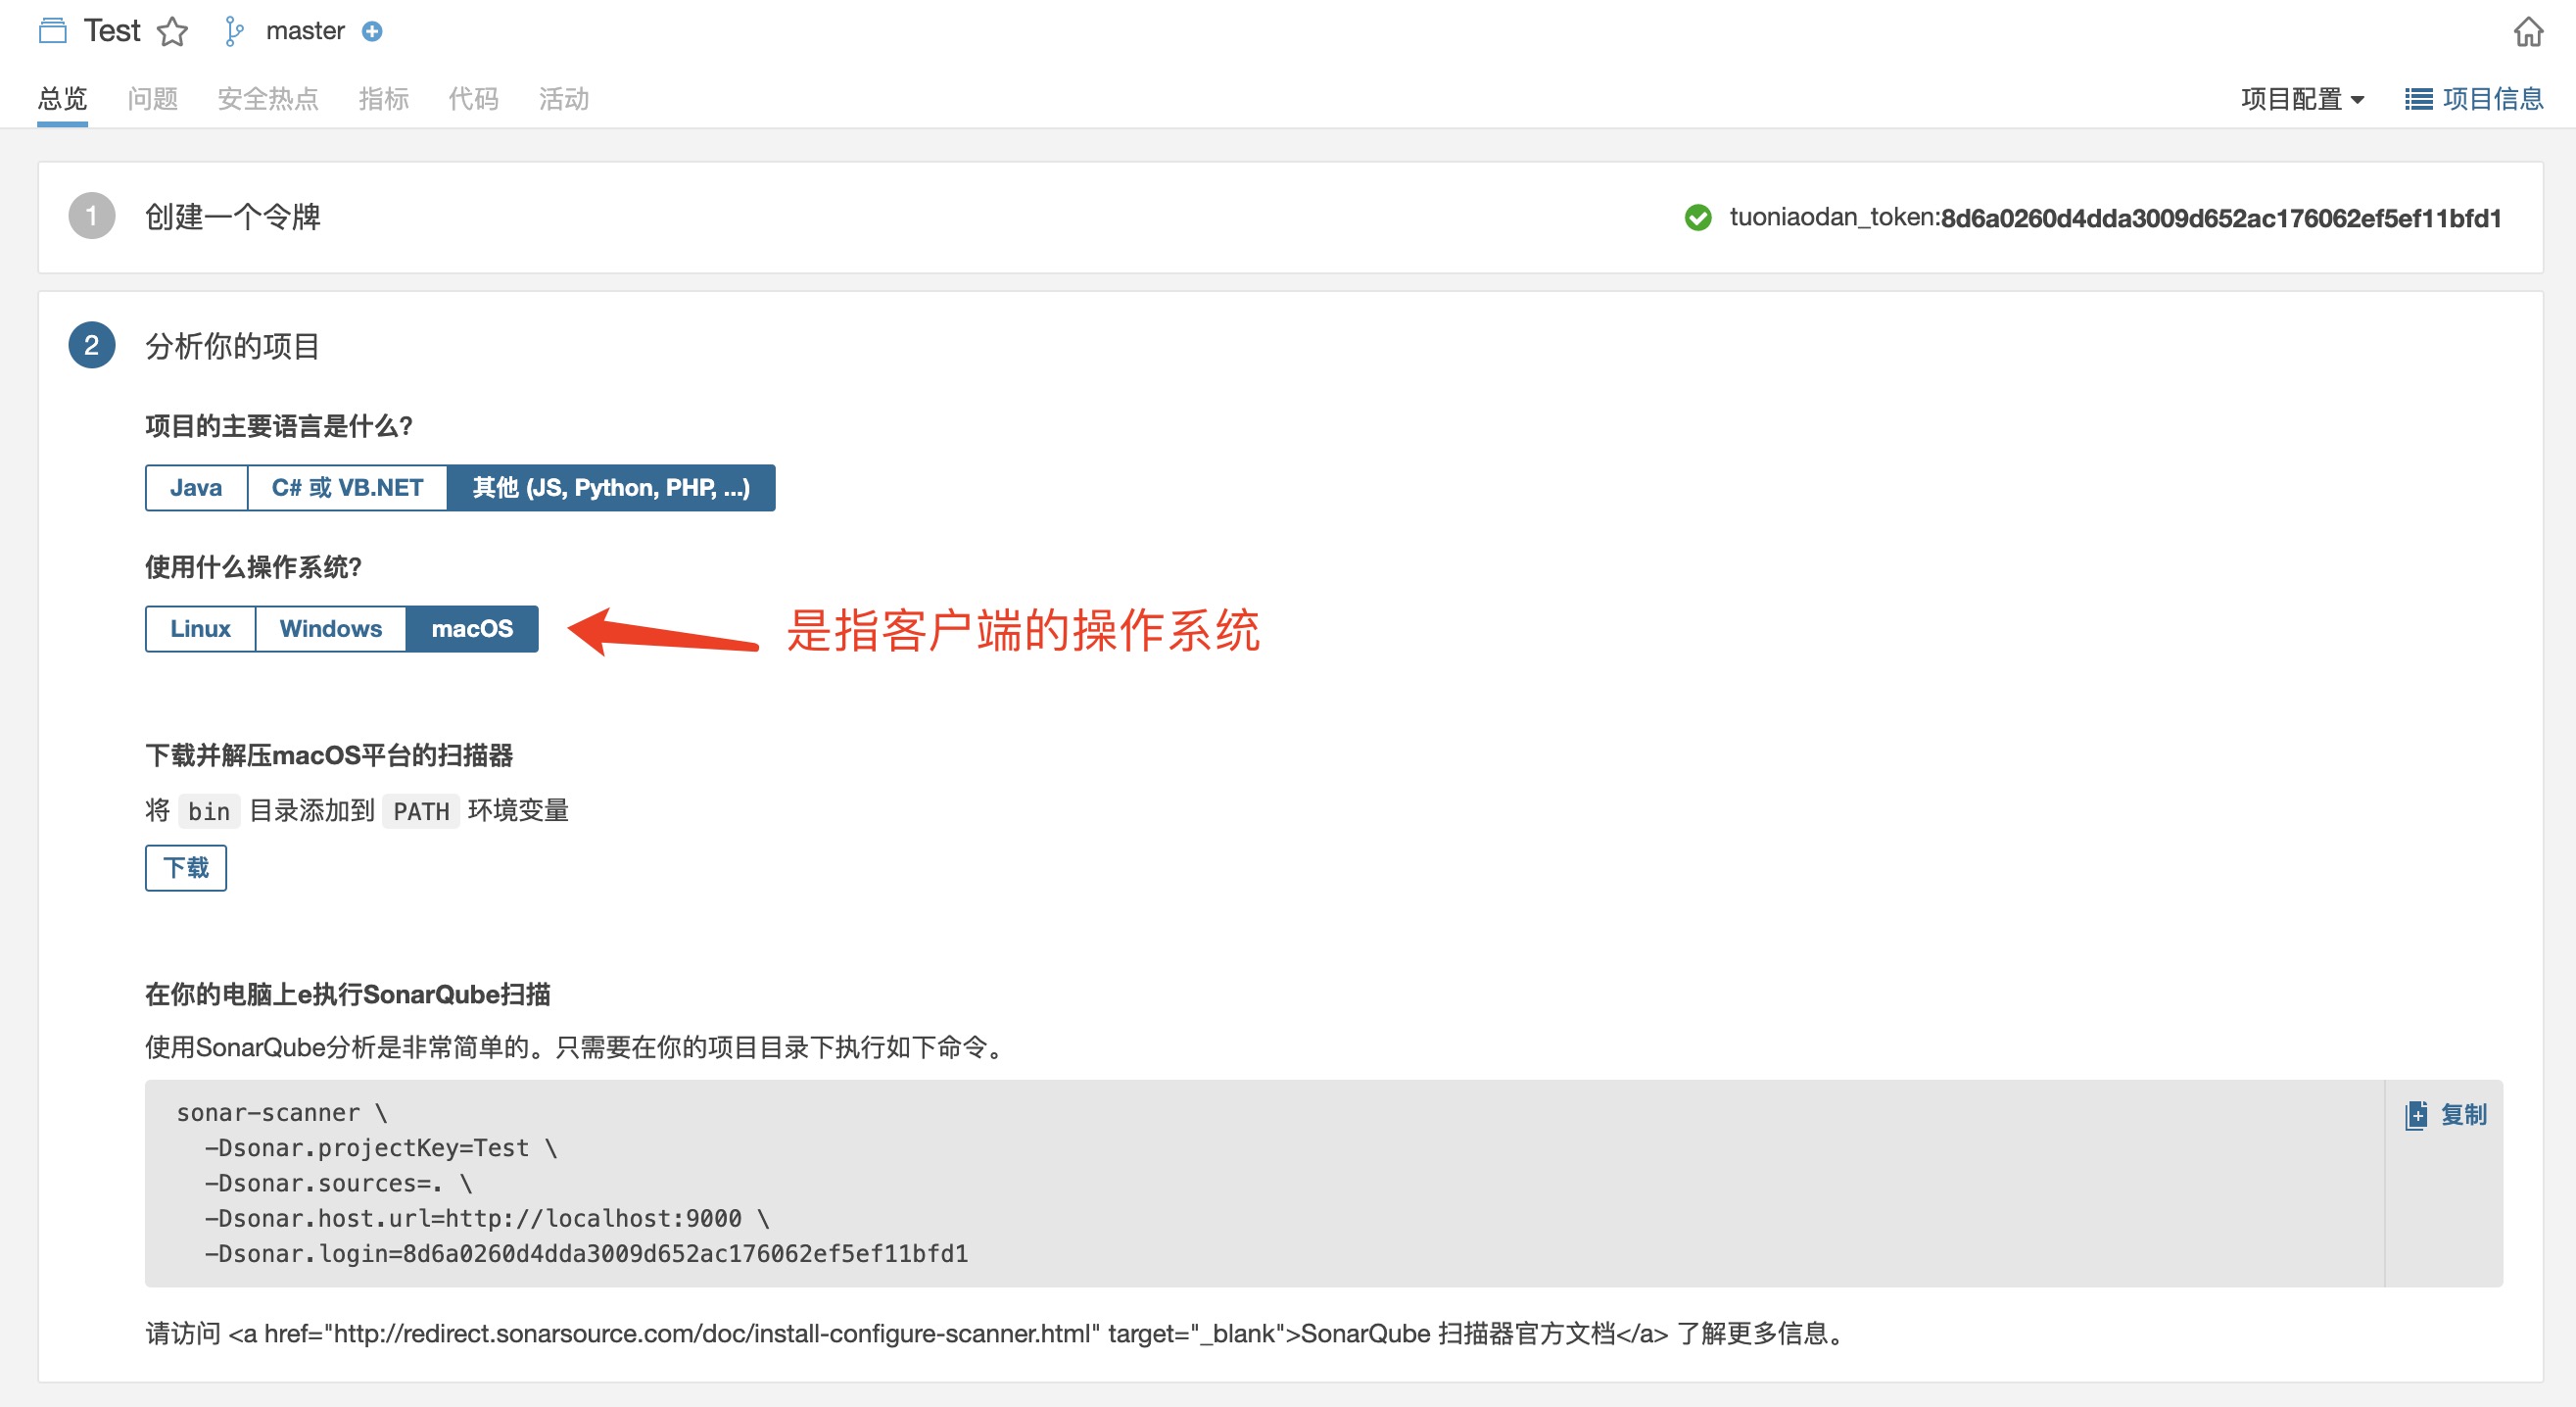 Test master
总览 问题 安全热点 指标 代码 活动 项目配置 项目信息
1 创建一个令牌 tuoniaodan_token:8d6a0260d4dda3009d652ac176062ef5ef11bfd1
2 分析你的项目
项目的主要语言是什么?
Java C# 或 VB.NET 其他 (JS, Python, PHP, ...)
使用什么操作系统?
Linux Windows macOS 是指客户端的操作系统
下载并解压macOS平台的扫描器
将 bin 目录添加到 PATH 环境变量
下载
在你的电脑上e执行SonarQube扫描
使用SonarQube分析是非常简单的。只需要在你的项目目录下执行如下命令。
sonar-scanner \ 复制
-Dsonar.projectKey=Test \
-Dsonar.sources=. \
-Dsonar.host.url=http://localhost:9000 \
-Dsonar.login=8d6a0260d4dda3009d652ac176062ef5ef11bfd1
请访问 <a href="http://redirect.sonarsource.com/doc/install-configure-scanner.html" target="_blank">SonarQube 扫描器官方文档</a> 了解更多信息。